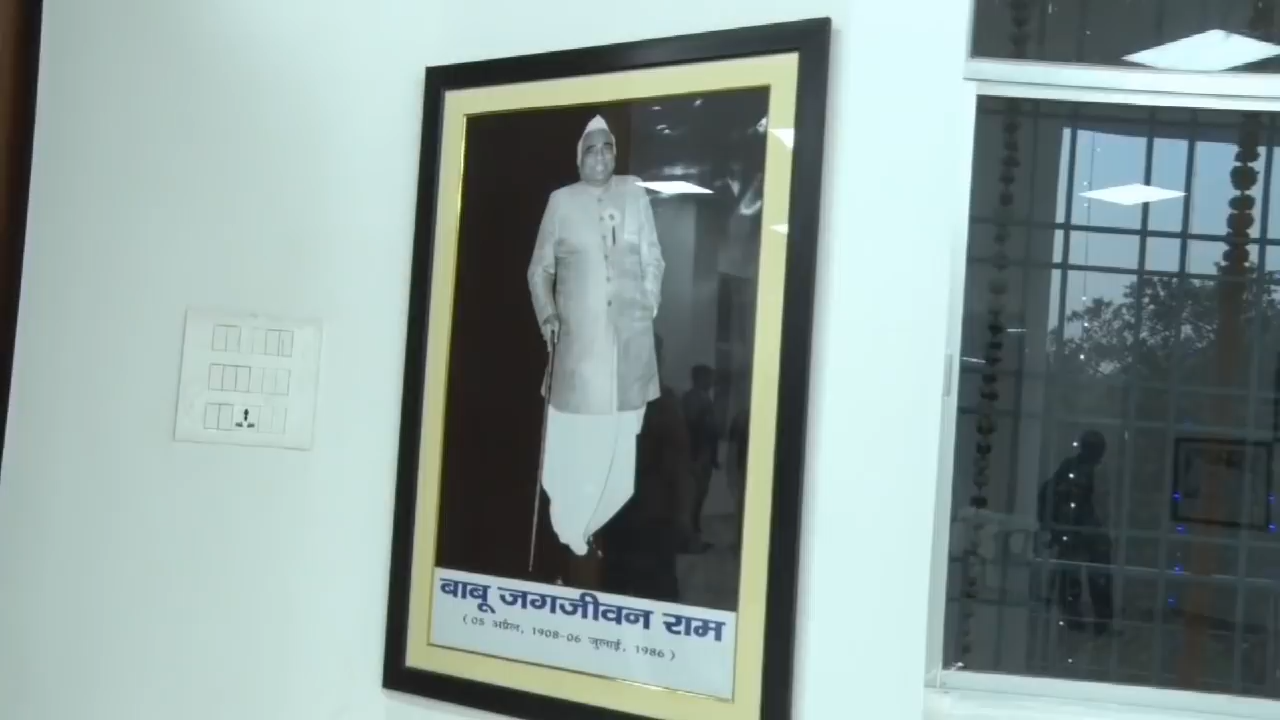 बाबू जगजीवन राम
( 05 अप्रैल, 1908-06 जुलाई, 1986 )